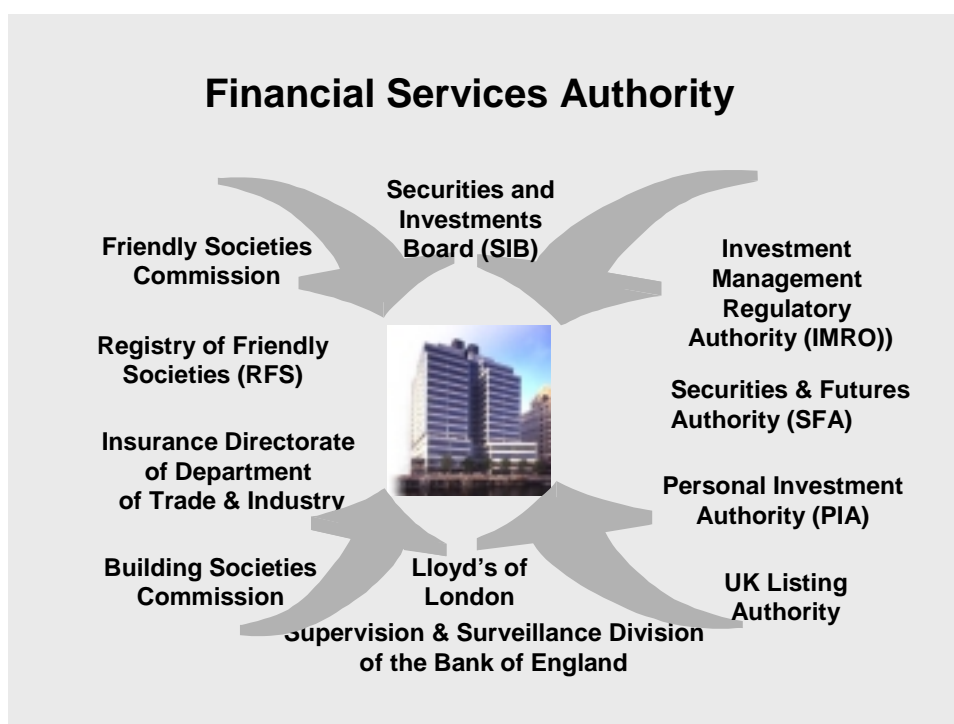 Financial Services Authority
Securities and
Investments
Board (SIB)
Friendly Societies
Commission
Investment
Management
Regulatory
Authority (IMRO))
Registry of Friendly
Societies (RFS)
Securities & Futures
Authority (SFA)
Insurance Directorate
of Department
of Trade & Industry
Personal Investment
Authority (PIA)
Building Societies
Commission
Lloyd's of
London
UK Listing
Authority
Supervision & Surveillance Division
of the Bank of England